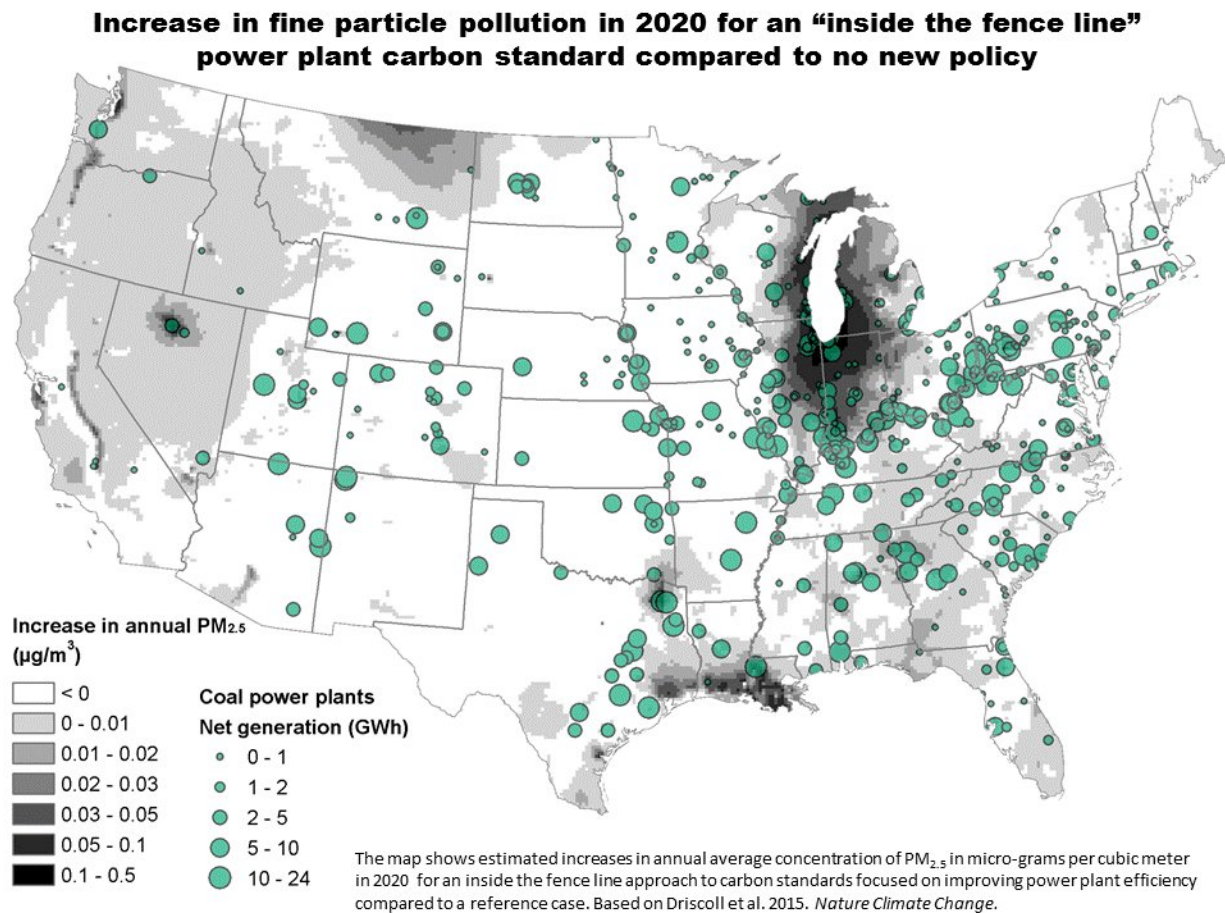 Increase in fine particle pollution in 2020 for an “inside the fence line”
power plant carbon standard compared to no new policy
Increase in annual PM2.5
(µg/m³)
< 0
0 - 0.01
0.01 - 0.02
0.02 - 0.03
0.03 - 0.05
0.05 - 0.1
0.1 - 0.5
Coal power plants
Net generation (GWh)
0 - 1
1 - 2
2 - 5
5 - 10
10 - 24
The map shows estimated increases in annual average concentration of PM2.5 in micro-grams per cubic meter
in 2020 for an inside the fence line approach to carbon standards focused on improving power plant efficiency
compared to a reference case. Based on Driscoll et al. 2015. Nature Climate Change.